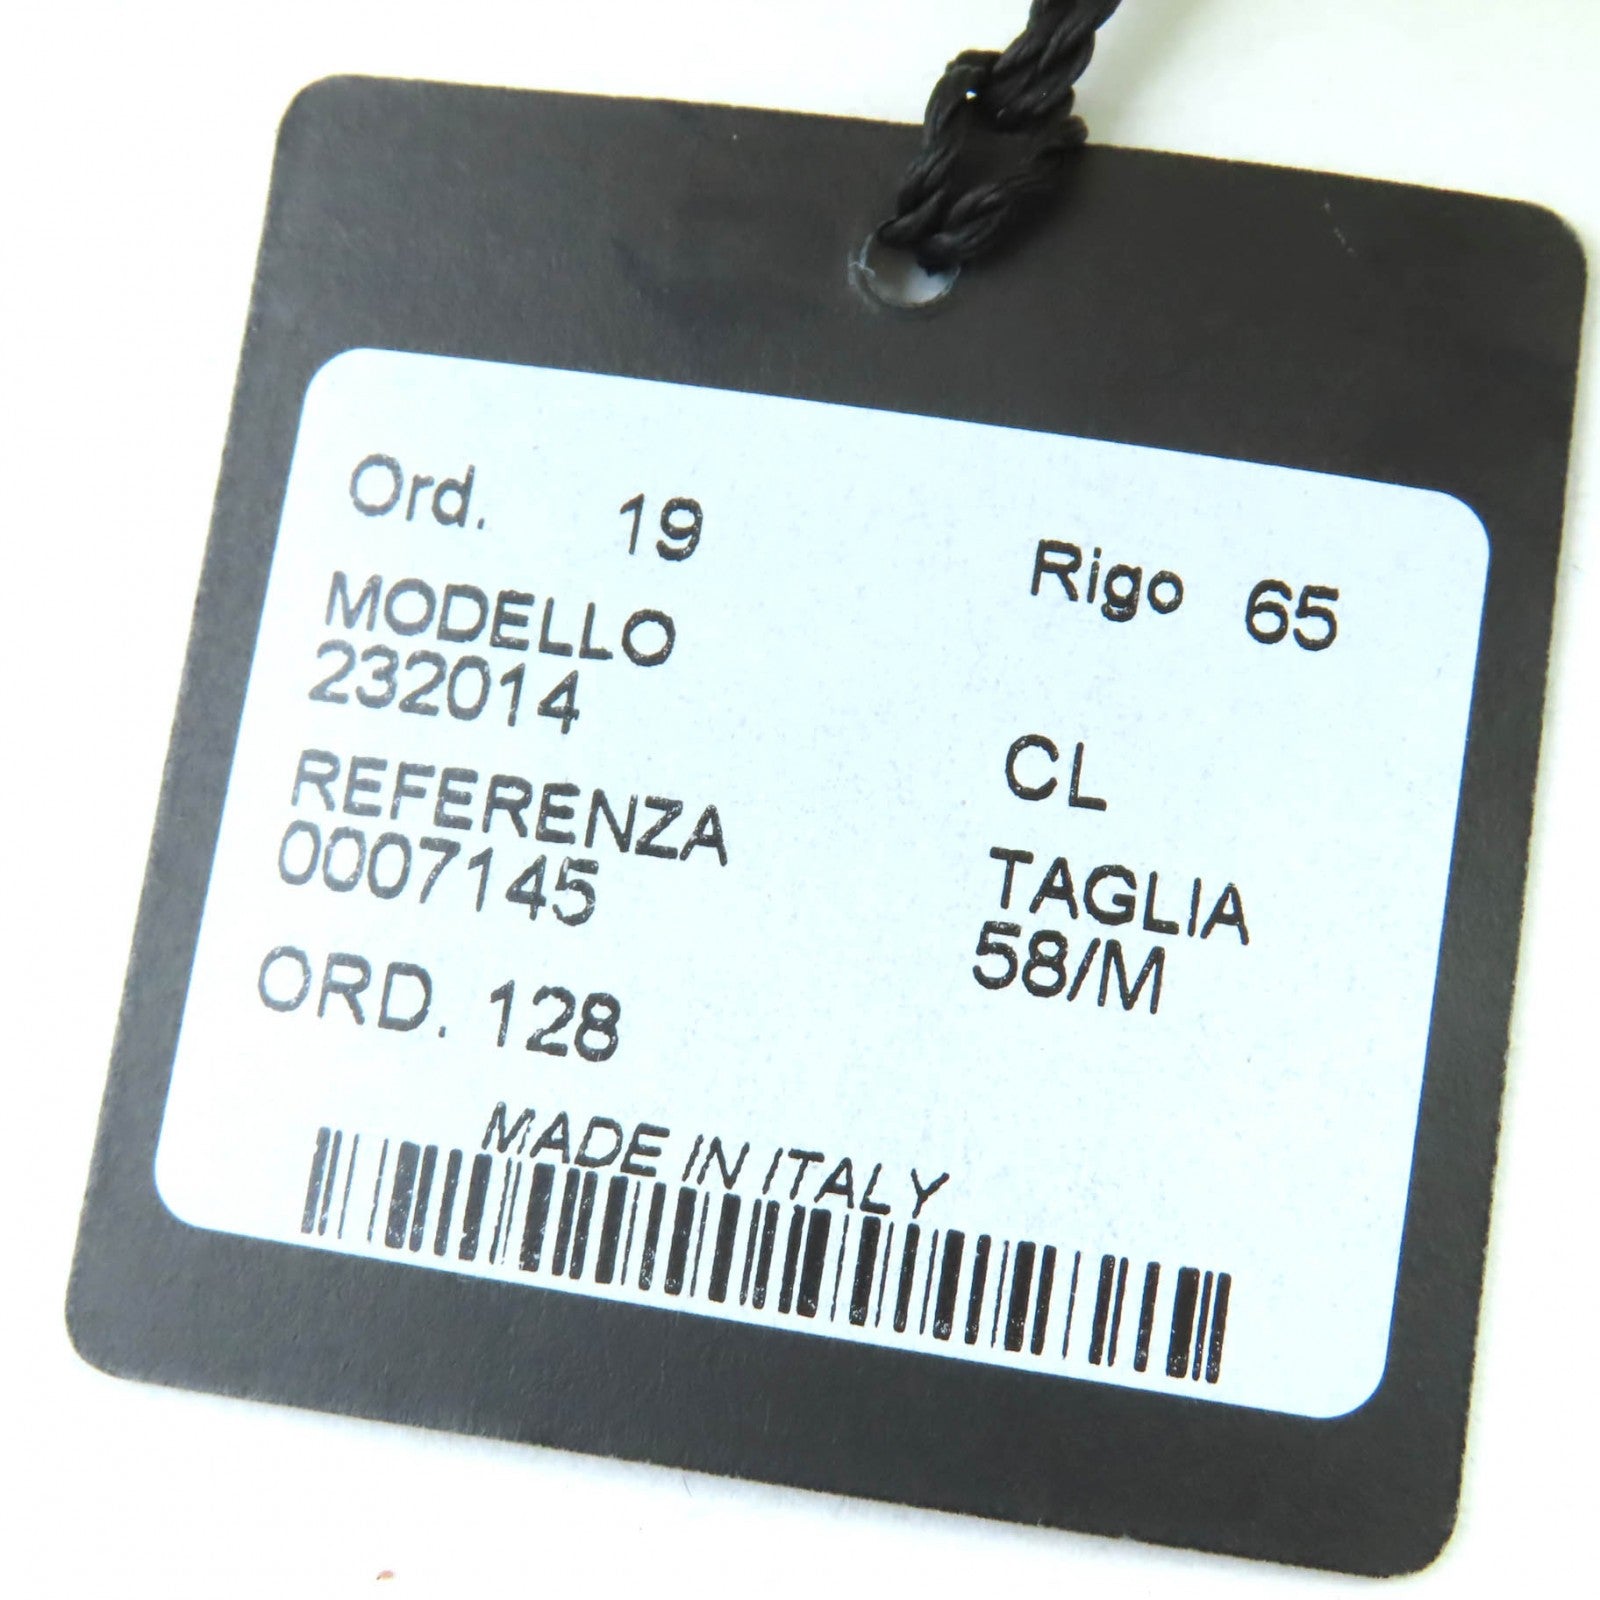 Ord. 19 Rigo 65
MODELLO
232014
CL
REFERENZA
0007145
TAGLIA
58/M
ORD. 128
MADE IN ITALY